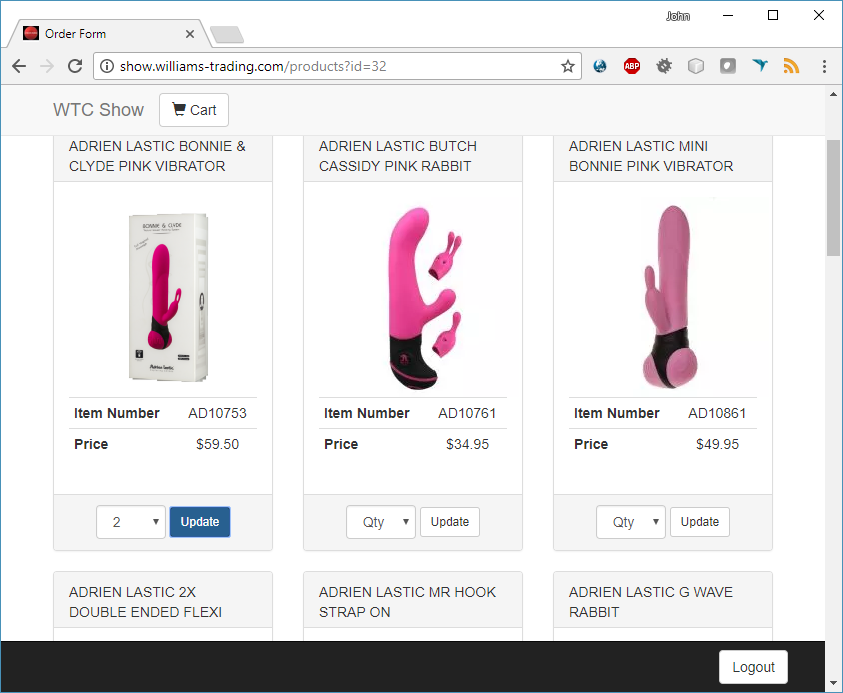 John
Order Form
show.williams-trading.com/products?id=32
ABP
WTC Show
Cart
ADRIEN LASTIC BONNIE &
CLYDE PINK VIBRATOR
BONNIE & CLYDE
Adrien lastic
Item Number AD10753
Price $59.50
2
Update
ADRIEN LASTIC BUTCH
CASSIDY PINK RABBIT
Item Number AD10761
Price $34.95
Qty
Update
ADRIEN LASTIC MINI
BONNIE PINK VIBRATOR
Item Number AD10861
Price $49.95
Qty
Update
ADRIEN LASTIC 2X
DOUBLE ENDED FLEXI
ADRIEN LASTIC MR HOOK
STRAP ON
ADRIEN LASTIC G WAVE
RABBIT
Logout